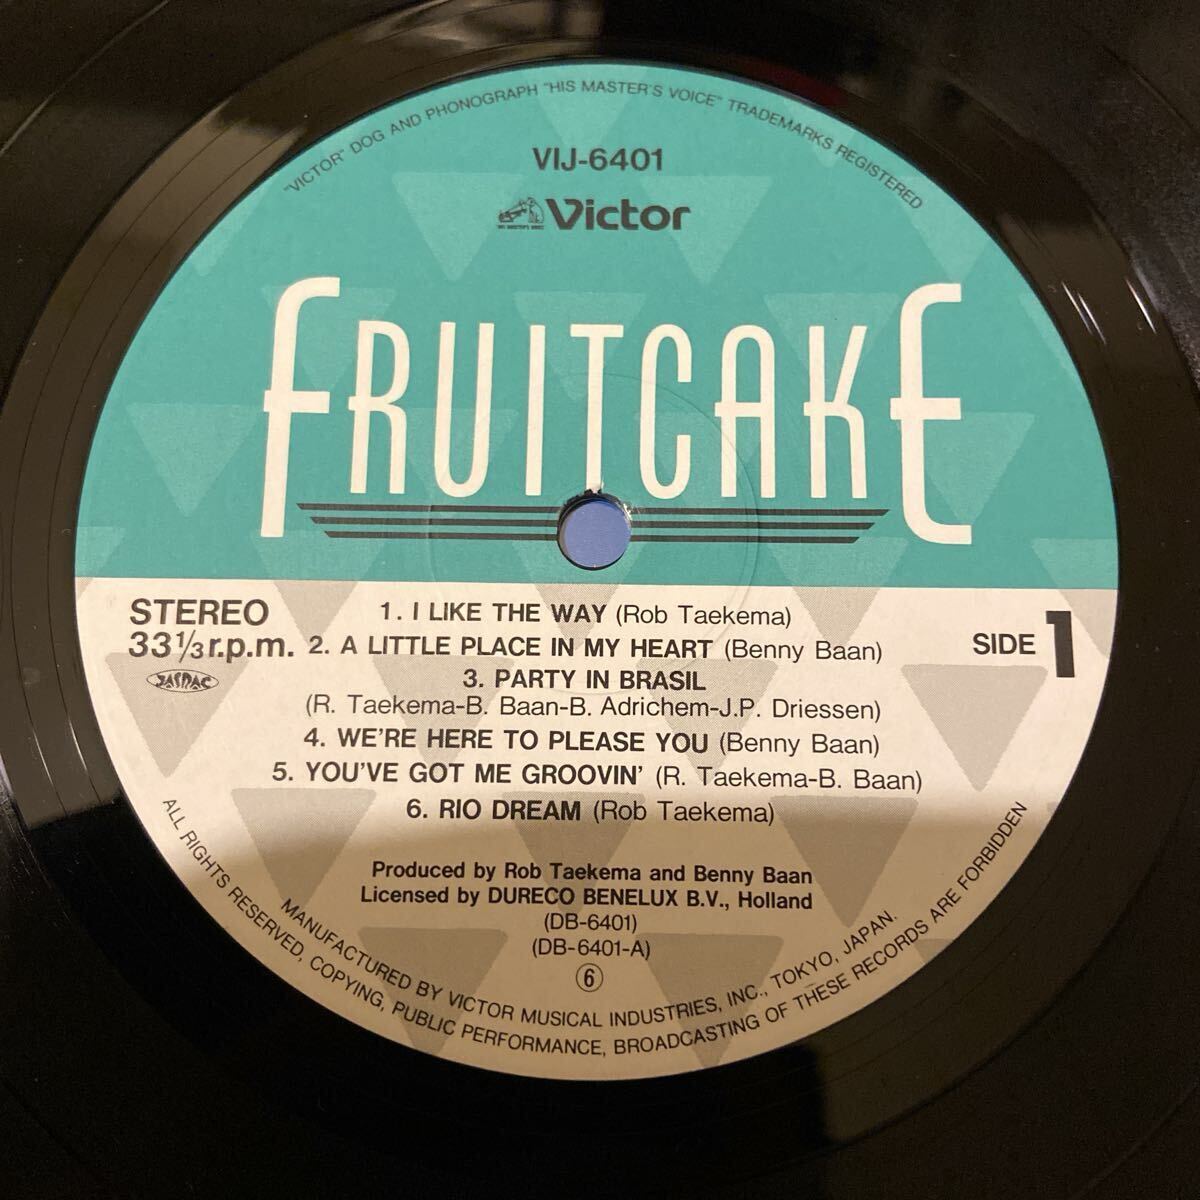 "VICTOR" DOG AND PHONOGRAPH "HIS MASTER'S VOICE" TRADEMARKS REGISTERED
VIJ-6401
Victor
FRUITCAKE
STEREO
33 1/3 r.p.m.
JASRAC
SIDE 1
1. I LIKE THE WAY (Rob Taekema)
2. A LITTLE PLACE IN MY HEART (Benny Baan)
3. PARTY IN BRASIL
(R. Taekema-B. Baan-B. Adrichem-J.P. Driessen)
4. WE'RE HERE TO PLEASE YOU (Benny Baan)
5. YOU'VE GOT ME GROOVIN' (R. Taekema-B. Baan)
6. RIO DREAM (Rob Taekema)
Produced by Rob Taekema and Benny Baan
Licensed by DURECO BENELUX B.V., Holland
(DB-6401)
(DB-6401-A)
⑥
MANUFACTURED BY VICTOR MUSICAL INDUSTRIES, INC., TOKYO, JAPAN.
ALL RIGHTS RESERVED, COPYING, PUBLIC PERFORMANCE, BROADCASTING OF THESE RECORDS ARE FORBIDDEN